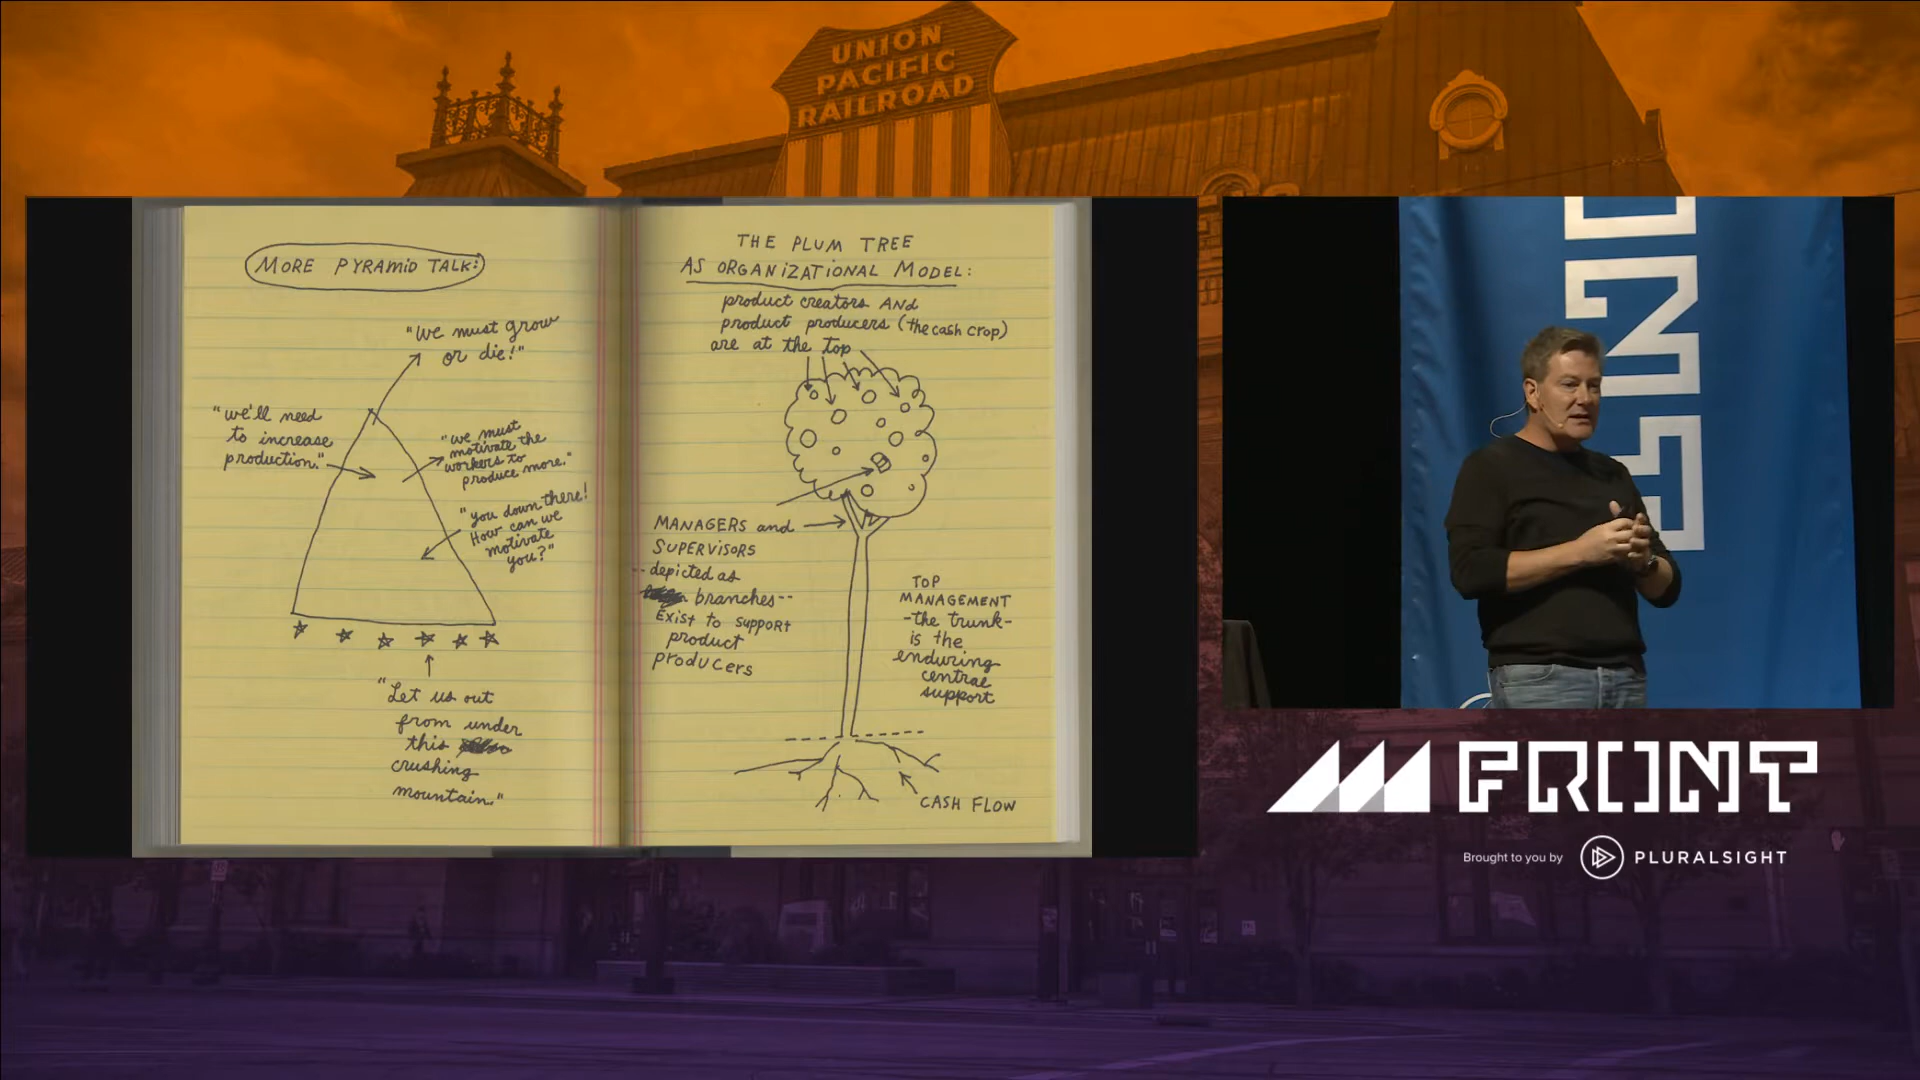 UNION
PACIFIC
RAILROAD
MORE PYRAMID TALK:
"we must grow
or die!"
"we'll need
to increase
production."
"we must
motivate the
workers to
produce more."
"you down there!
How can we
motivate
you?"
"Let us out
from under
this
crushing
mountain."
THE PLUM TREE
AS ORGANIZATIONAL MODEL:
product creators AND
product producers (the cash crop)
are at the top
MANAGERS and
SUPERVISORS
-- depicted as
branches --
Exist to support
product
producers
TOP
MANAGEMENT
-the trunk-
is the
enduring
central
support
CASH FLOW
FRONT
Brought to you by
PLURALSIGHT